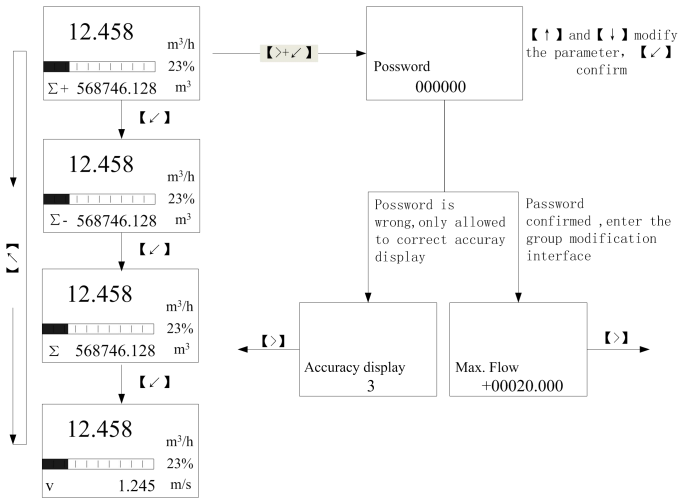 12.458
m³/h
23%
Σ+ 568746.128 m³
【↙】
12.458
m³/h
23%
Σ- 568746.128 m³
【↙】
12.458
m³/h
23%
Σ 568746.128 m³
【↙】
12.458
m³/h
23%
v 1.245 m/s
【↗】
【>+↙】
Possword
000000
【↑】 and 【↓】 modify
the parameter, 【↙】
confirm
Possword is
wrong,only allowed
to correct accuray
display
Password
confirmed ,enter the
group modification
interface
【>】
Accuracy display
3
Max. Flow
+00020.000
【>】